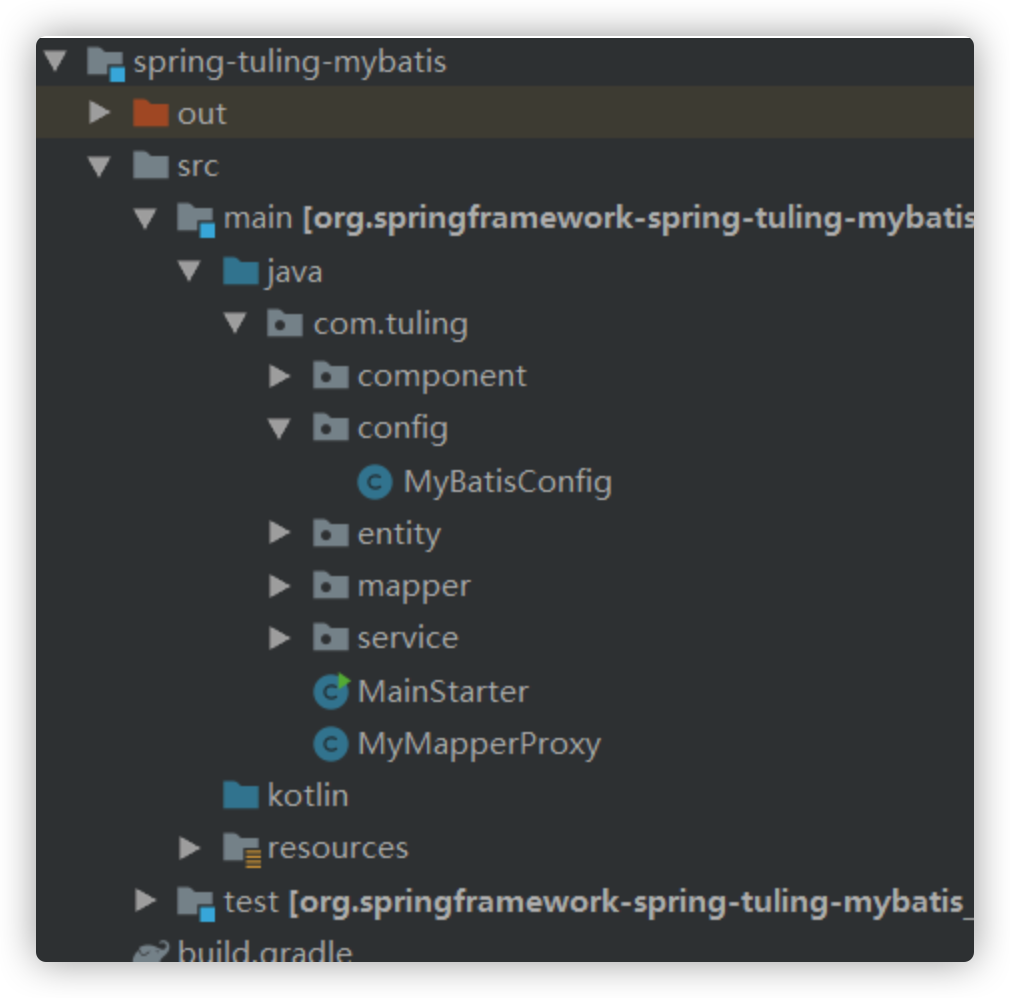 spring-tuling-mybatis
out
src
main [org.springframework-spring-tuling-mybatis
java
com.tuling
component
config
MyBatisConfig
entity
mapper
service
MainStarter
MyMapperProxy
kotlin
resources
test [org.springframework-spring-tuling-mybatis_
build.gradle